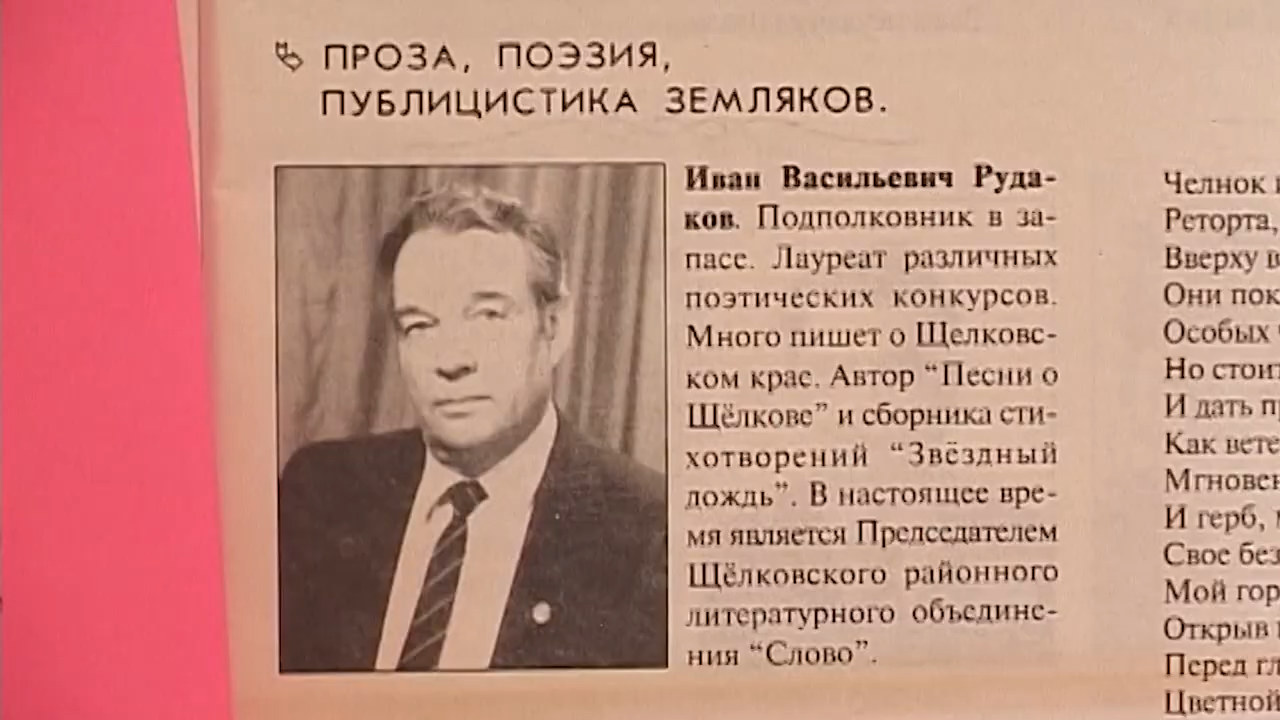 ПРОЗА, ПОЭЗИЯ,
ПУБЛИЦИСТИКА ЗЕМЛЯКОВ.
Иван Васильевич Руда-
ков. Подполковник в за-
пасе. Лауреат различных
поэтических конкурсов.
Много пишет о Щелковс-
ком крае. Автор “Песни о
Щёлкове” и сборника сти-
хотворений “Звёздный
дождь”. В настоящее вре-
мя является Председателем
Щёлковского районного
литературного объедине-
ния “Слово”.
Челнок
Реторта,
Вверху в
Они
Особых
Но
И дать
Как
И герб,
Свое
Мой
Открыв
Перед
Цветной